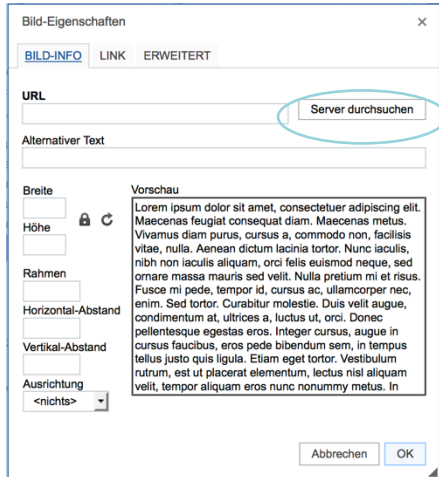 Bild-Eigenschaften
BILD-INFO LINK ERWEITERT
URL
Server durchsuchen
Alternativer Text
Breite
Höhe
Rahmen
Horizontal-Abstand
Vertikal-Abstand
Ausrichtung
<nichts>
Vorschau
Lorem ipsum dolor sit amet, consectetuer adipiscing elit.
Maecenas feugiat consequat diam. Maecenas metus.
Vivamus diam purus, cursus a, commodo non, facilisis
vitae, nulla. Aenean dictum lacinia tortor. Nunc iaculis,
nibh non iaculis aliquam, orci felis euismod neque, sed
ornare massa mauris sed velit. Nulla pretium mi et risus.
Fusce mi pede, tempor id, cursus ac, ullamcorper nec,
enim. Sed tortor. Curabitur molestie. Duis velit augue,
condimentum at, ultrices a, luctus ut, orci. Donec
pellentesque egestas eros. Integer cursus, augue in
cursus faucibus, eros pede bibendum sem, in tempus
tellus justo quis ligula. Etiam eget tortor. Vestibulum
rutrum, est ut placerat elementum, lectus nisl aliquam
velit, tempor aliquam eros nunc nonummy metus. In
Abbrechen OK